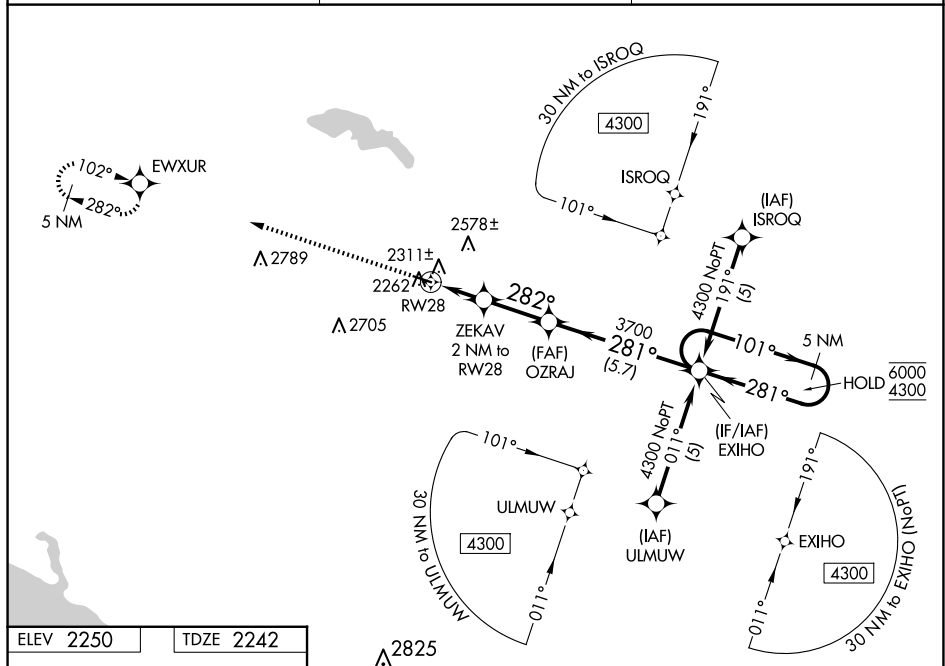 30 NM to ISROQ
4300
191°
ISROQ
101°
102°
EWXUR
282°
5 NM
(IAF)
ISROQ
2578±
2789
2311±
2262
RW28
4300 NoPT
191°
(5)
282°
2705
ZEKAV
2 NM to
RW28
(FAF)
OZRAJ
3700
281°
(5.7)
101°
5 NM
281°
HOLD
6000
4300
(IF/IAF)
EXIHO
4300 NoPT
011°
(5)
(IAF)
ULMUW
101°
ULMUW
4300
30 NM to ULMUW
011°
191°
EXIHO
4300
011°
30 NM to EXIHO (NoPT)
ELEV 2250
TDZE 2242
2825